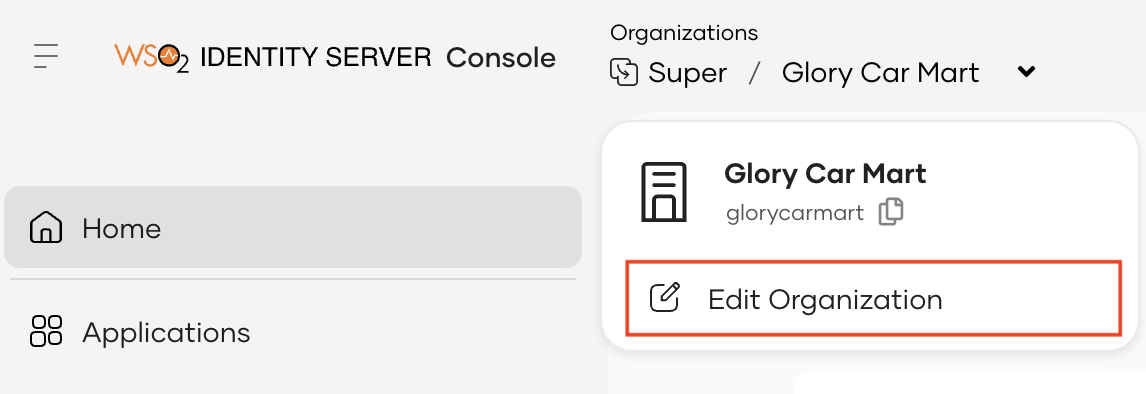 WSO2 IDENTITY SERVER Console
Organizations
Super / Glory Car Mart
Glory Car Mart
glorycarmart
Edit Organization
Home
Applications